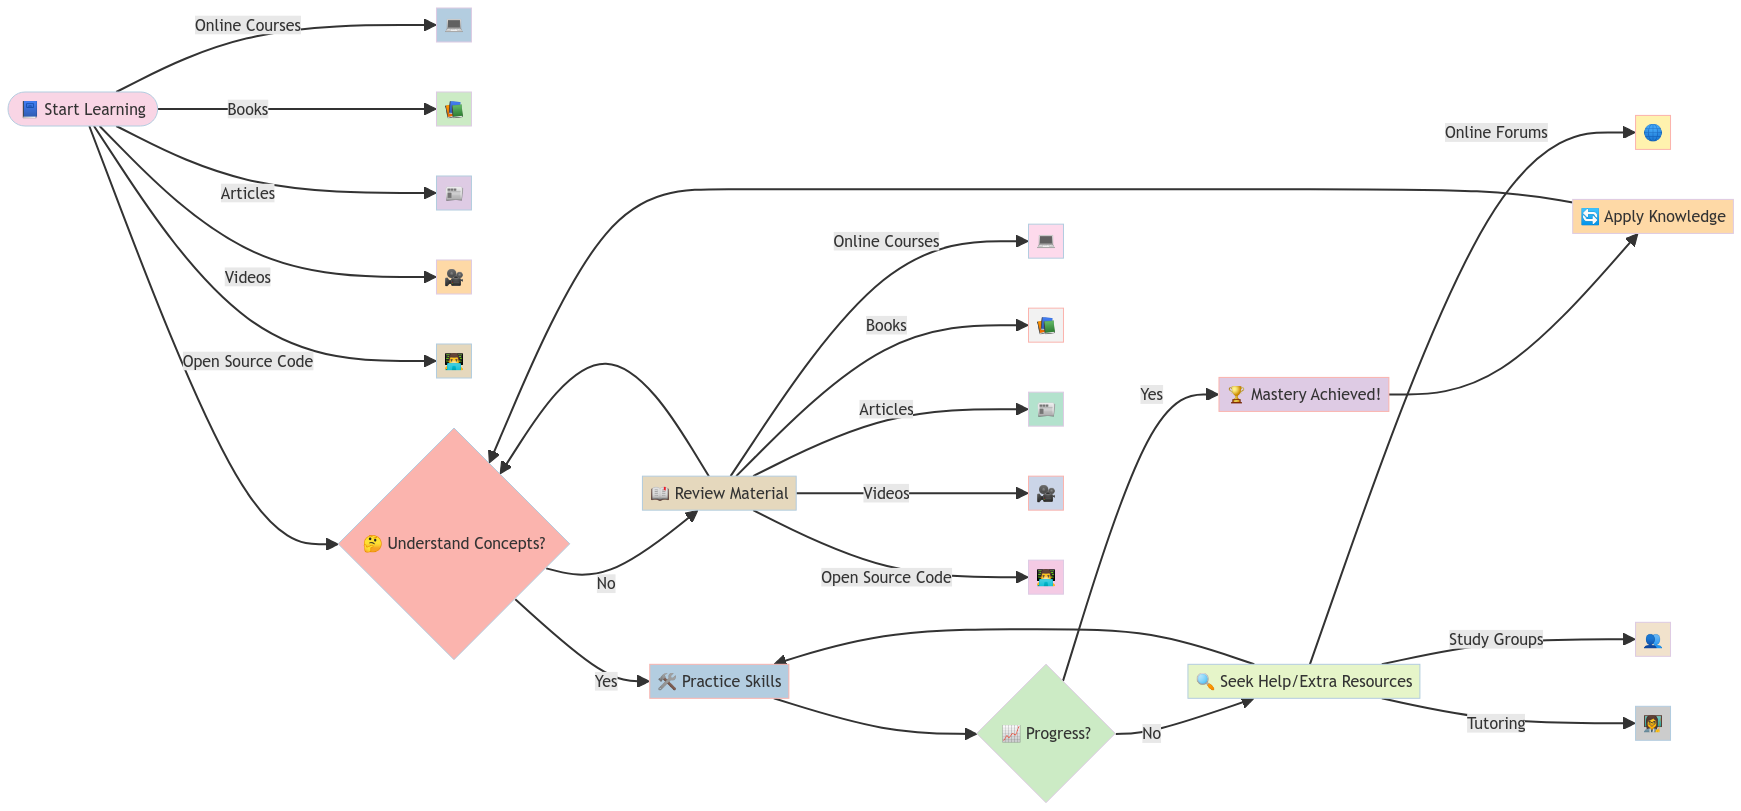 Online Courses
💻
📘 Start Learning
Books
📚
Articles
📰
Videos
🎥
Open Source Code
👨‍💻
Online Forums
🌐
🔄 Apply Knowledge
Online Courses
💻
Books
📚
Articles
📰
Yes
🏆 Mastery Achieved!
📖 Review Material
Videos
🎥
🤔 Understand Concepts?
No
Open Source Code
👨‍💻
Yes
🛠️ Practice Skills
📈 Progress?
No
🔍 Seek Help/Extra Resources
Study Groups
👥
Tutoring
👩‍🏫